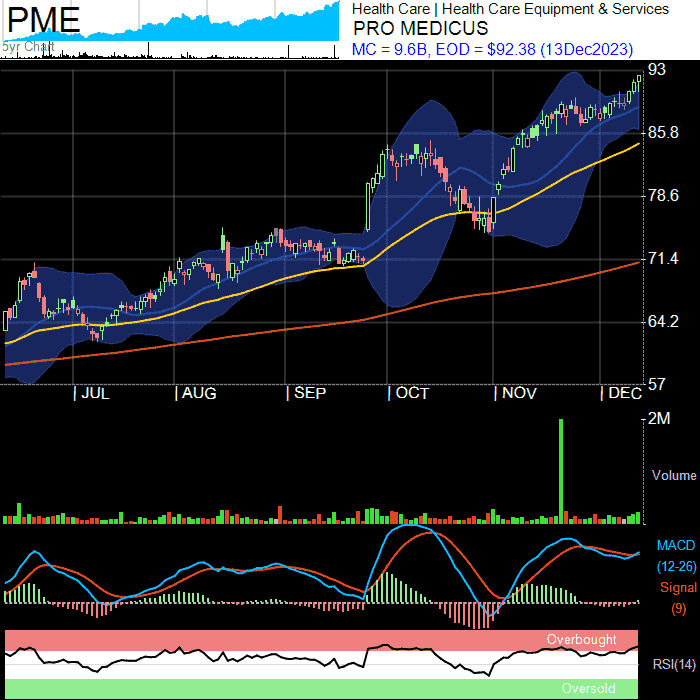 PME
5yr Chart
Health Care | Health Care Equipment & Services
PRO MEDICUS
MC = 9.6B, EOD = $92.38 (13Dec2023)
93
85.8
78.6
71.4
64.2
57
| JUL | AUG | SEP | OCT | NOV | DEC
2M
Volume
MACD
(12-26)
Signal
(9)
Overbought
RSI(14)
Oversold